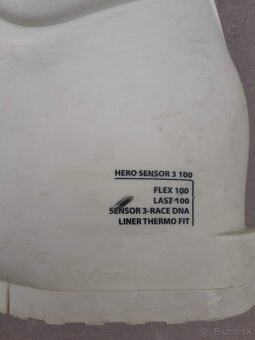 HERO SENSOR 3 100
FLEX 100
LAST 100
SENSOR 3-RACE DNA
LINER THERMO FIT
Bazos.sk